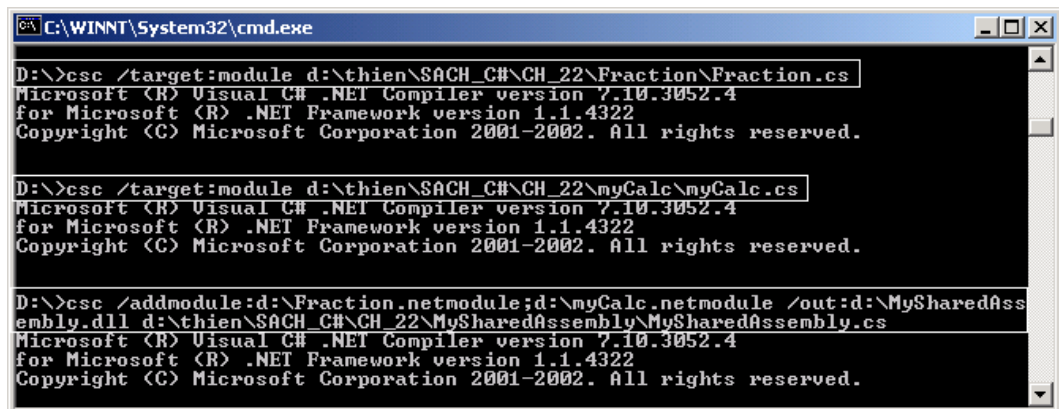 C:\WINNT\System32\cmd.exe
D:\>csc /target:module d:\thien\SACH_C#\CH_22\Fraction\Fraction.cs
Microsoft (R) Visual C# .NET Compiler version 7.10.3052.4
for Microsoft (R) .NET Framework version 1.1.4322
Copyright (C) Microsoft Corporation 2001-2002. All rights reserved.
D:\>csc /target:module d:\thien\SACH_C#\CH_22\myCalc\myCalc.cs
Microsoft (R) Visual C# .NET Compiler version 7.10.3052.4
for Microsoft (R) .NET Framework version 1.1.4322
Copyright (C) Microsoft Corporation 2001-2002. All rights reserved.
D:\>csc /addmodule:d:\Fraction.netmodule;d:\myCalc.netmodule /out:d:\MySharedAss
embly.dll d:\thien\SACH_C#\CH_22\MySharedAssembly\MySharedAssembly.cs
Microsoft (R) Visual C# .NET Compiler version 7.10.3052.4
for Microsoft (R) .NET Framework version 1.1.4322
Copyright (C) Microsoft Corporation 2001-2002. All rights reserved.